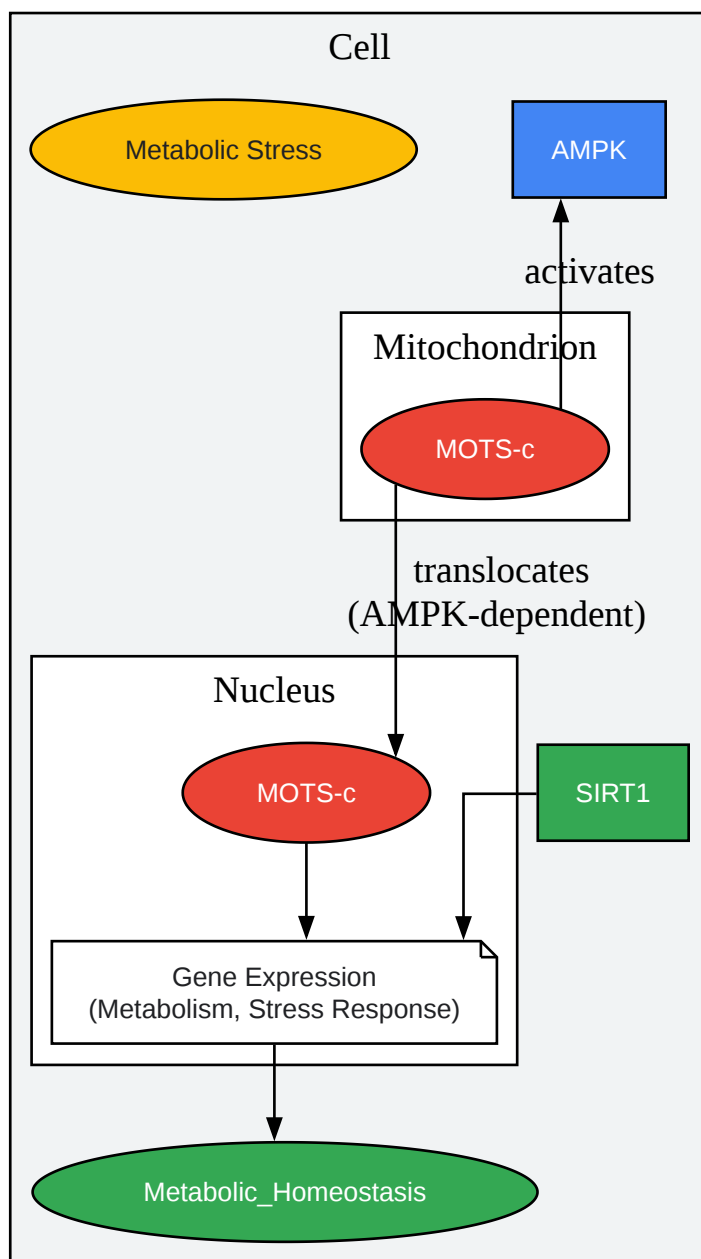 Cell
Metabolic Stress
AMPK
activates
Mitochondrion
MOTS-c
translocates
(AMPK-dependent)
Nucleus
MOTS-c
SIRT1
Gene Expression
(Metabolism, Stress Response)
Metabolic_Homeostasis